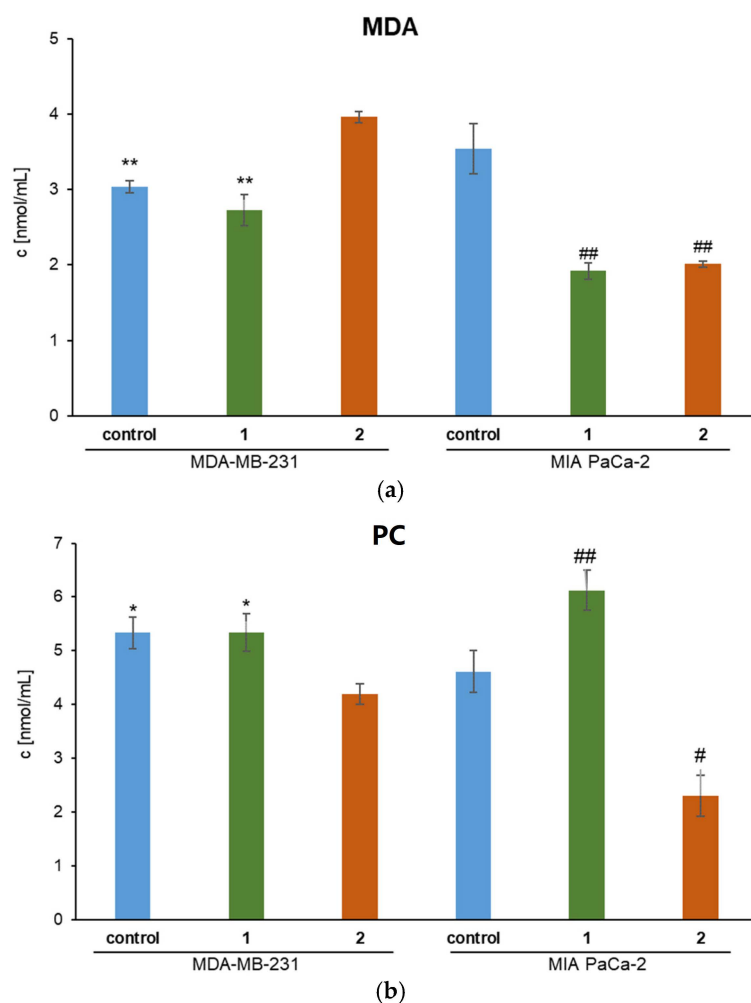 MDA
5
4
3
2
1
0
c [nmol/mL]
** ** ## ##
control 1 2 control 1 2
MDA-MB-231 MIA PaCa-2
(a)
PC
7
6
5
4
3
2
1
0
c [nmol/mL]
* * ## #
control 1 2 control 1 2
MDA-MB-231 MIA PaCa-2
(b)